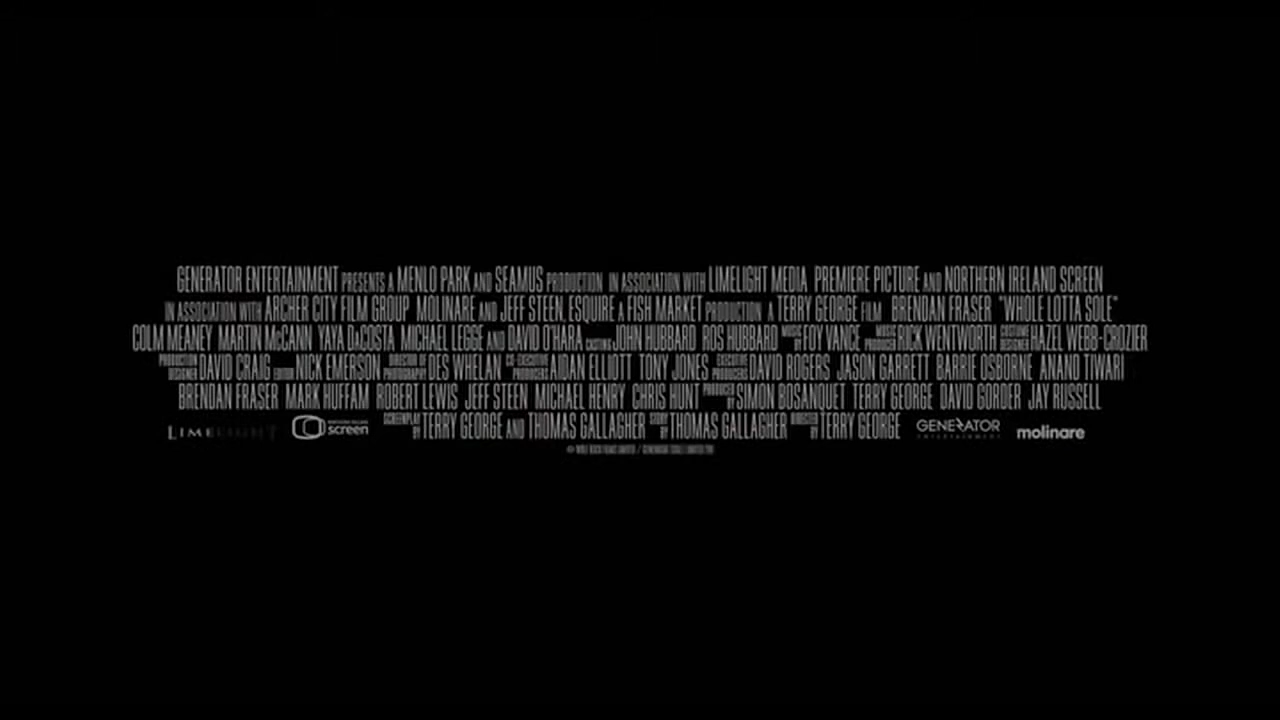 GENERATOR ENTERTAINMENT PRESENTS A MENLO PARK AND SEAMUS PRODUCTION IN ASSOCIATION WITH LIMELIGHT MEDIA PREMIERE PICTURE AND NORTHERN IRELAND SCREEN
IN ASSOCIATION WITH ARCHER CITY FILM GROUP MOLINARE AND JEFF STEEN, ESQUIRE A FISH MARKET PRODUCTION A TERRY GEORGE FILM BRENDAN FRASER "WHOLE LOTTA SOLE"
COLM MEANEY MARTIN McCANN YAYA DaCOSTA MICHAEL LEGGE AND DAVID O'HARA CASTING JOHN HUBBARD ROS HUBBARD MUSIC BY FOY VANCE MUSIC PRODUCER RICK WENTWORTH COSTUME DESIGNER HAZEL WEBB-CROZIER
PRODUCTION DESIGNER DAVID CRAIG EDITOR NICK EMERSON DIRECTOR OF PHOTOGRAPHY DES WHELAN CO-EXECUTIVE PRODUCERS AIDAN ELLIOTT TONY JONES EXECUTIVE PRODUCERS DAVID ROGERS JASON GARRETT BARRIE OSBORNE ANAND TIWARI
BRENDAN FRASER MARK HUFFAM ROBERT LEWIS JEFF STEEN MICHAEL HENRY CHRIS HUNT PRODUCED BY SIMON BOSANQUET TERRY GEORGE DAVID GORDER JAY RUSSELL
LIMELIGHT screen SCREENPLAY BY TERRY GEORGE AND THOMAS GALLAGHER STORY BY THOMAS GALLAGHER DIRECTED BY TERRY GEORGE GENERATOR ENTERTAINMENT molinare